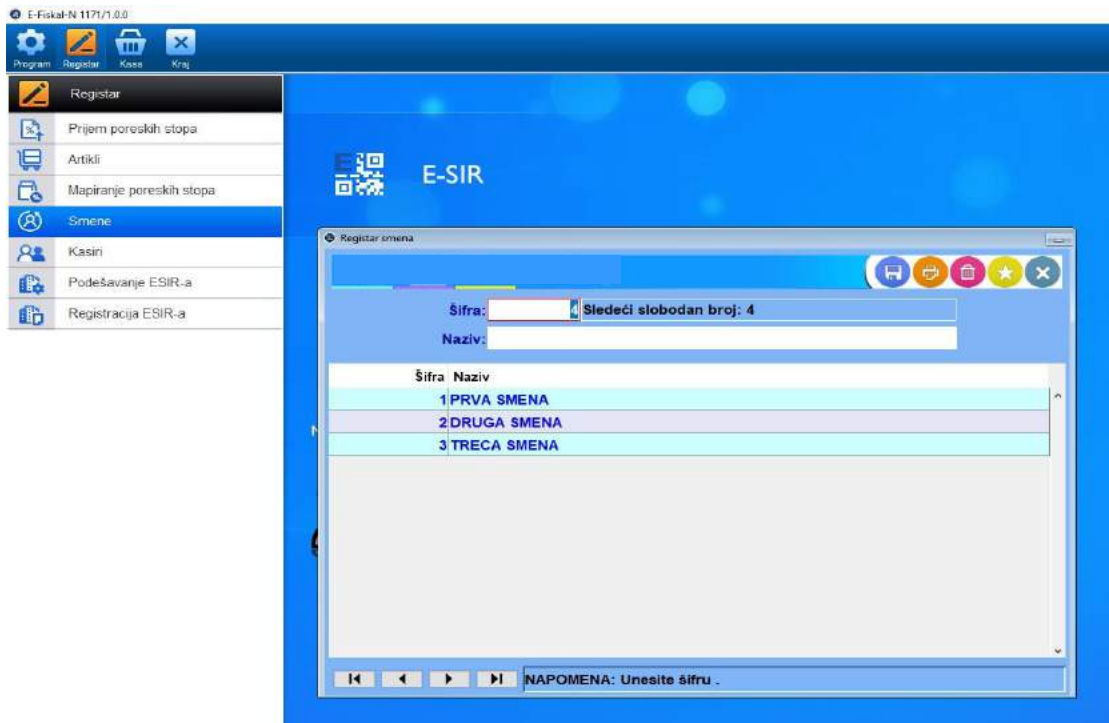 E-Fiskal-N 1171/1.0.0
Program Registar Kasa Kraj
Registar
Prijem poreskih stopa
Artikli
Mapiranje poreskih stopa
Smene
Kasiri
Podešavanje ESIR-a
Registracija ESIR-a
E-SIR
Registar smena
Šifra: 4 Sledeći slobodan broj: 4
Naziv:
Šifra Naziv
1 PRVA SMENA
2 DRUGA SMENA
3 TRECA SMENA
NAPOMENA: Unesite šifru .